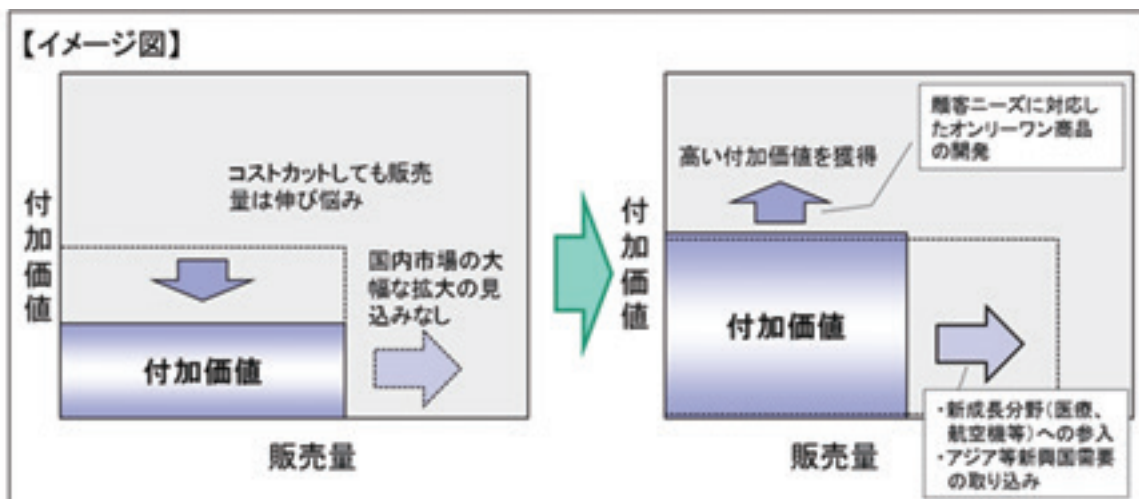 【イメージ図】
コストカットしても販売
量は伸び悩み
付加価値
国内市場の大
幅な拡大の見
込みなし
付加価値
販売量
顧客ニーズに対応し
たオンリーワン商品
の開発
高い付加価値を獲得
付加価値
付加価値
・新成長分野(医療、
航空機等)への参入
・アジア等新興国需要
の取り込み
販売量